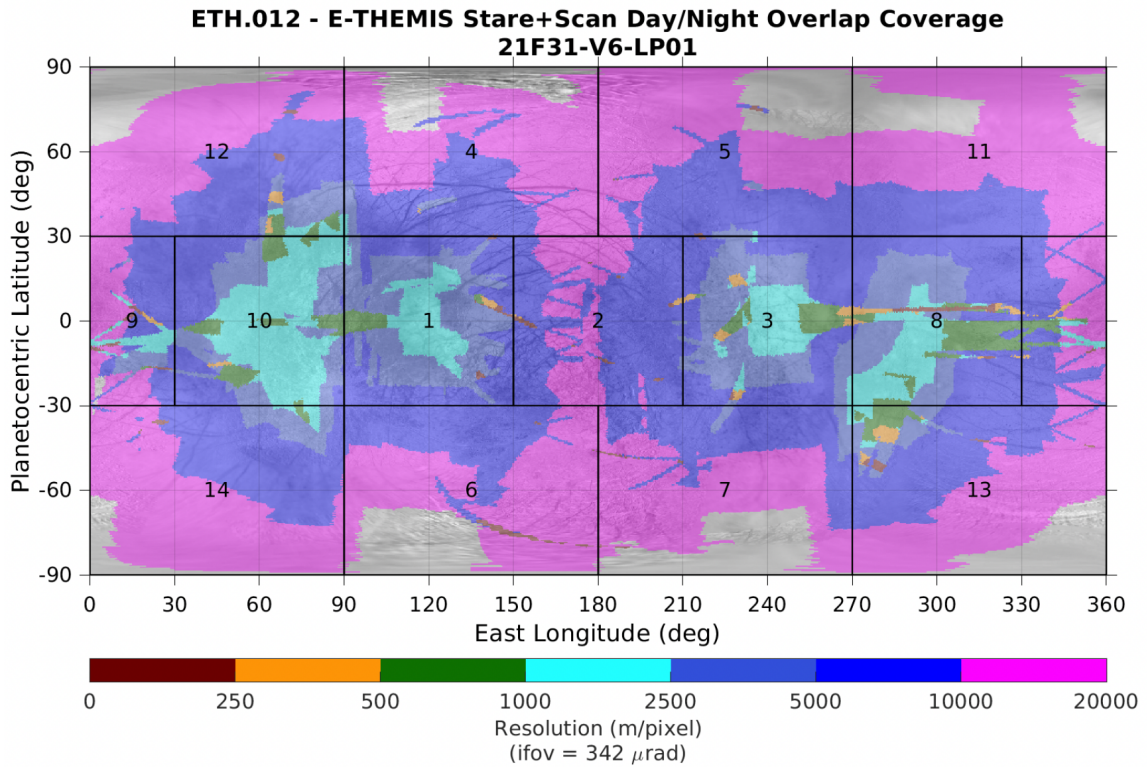 ETH.012 - E-THEMIS Stare+Scan Day/Night Overlap Coverage
21F31-V6-LP01
Planetocentric Latitude (deg)
90
60
30
0
-30
-60
-90
12
4
5
11
9
10
1
2
3
8
14
6
7
13
0 30 60 90 120 150 180 210 240 270 300 330 360
East Longitude (deg)
0 250 500 1000 2500 5000 10000 20000
Resolution (m/pixel)
(ifov = 342 μrad)